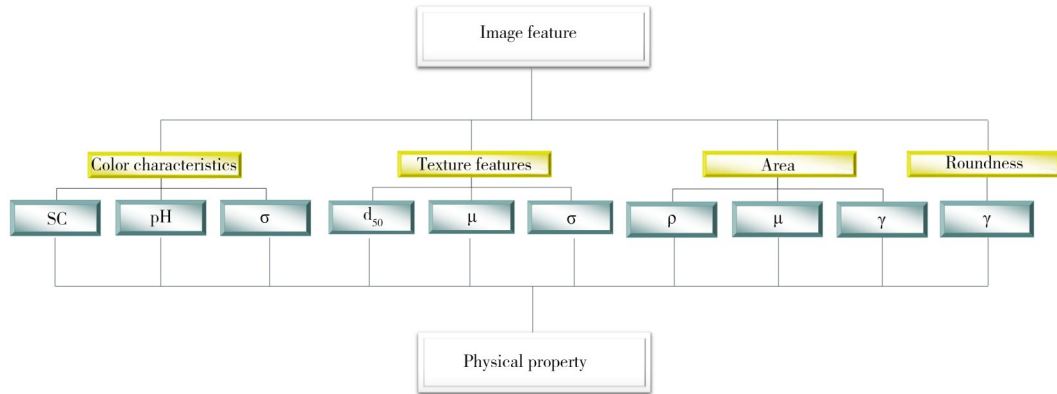 Image feature
Color characteristics
Texture features
Area
Roundness
SC
pH
σ
d50
μ
σ
ρ
μ
γ
γ
Physical property